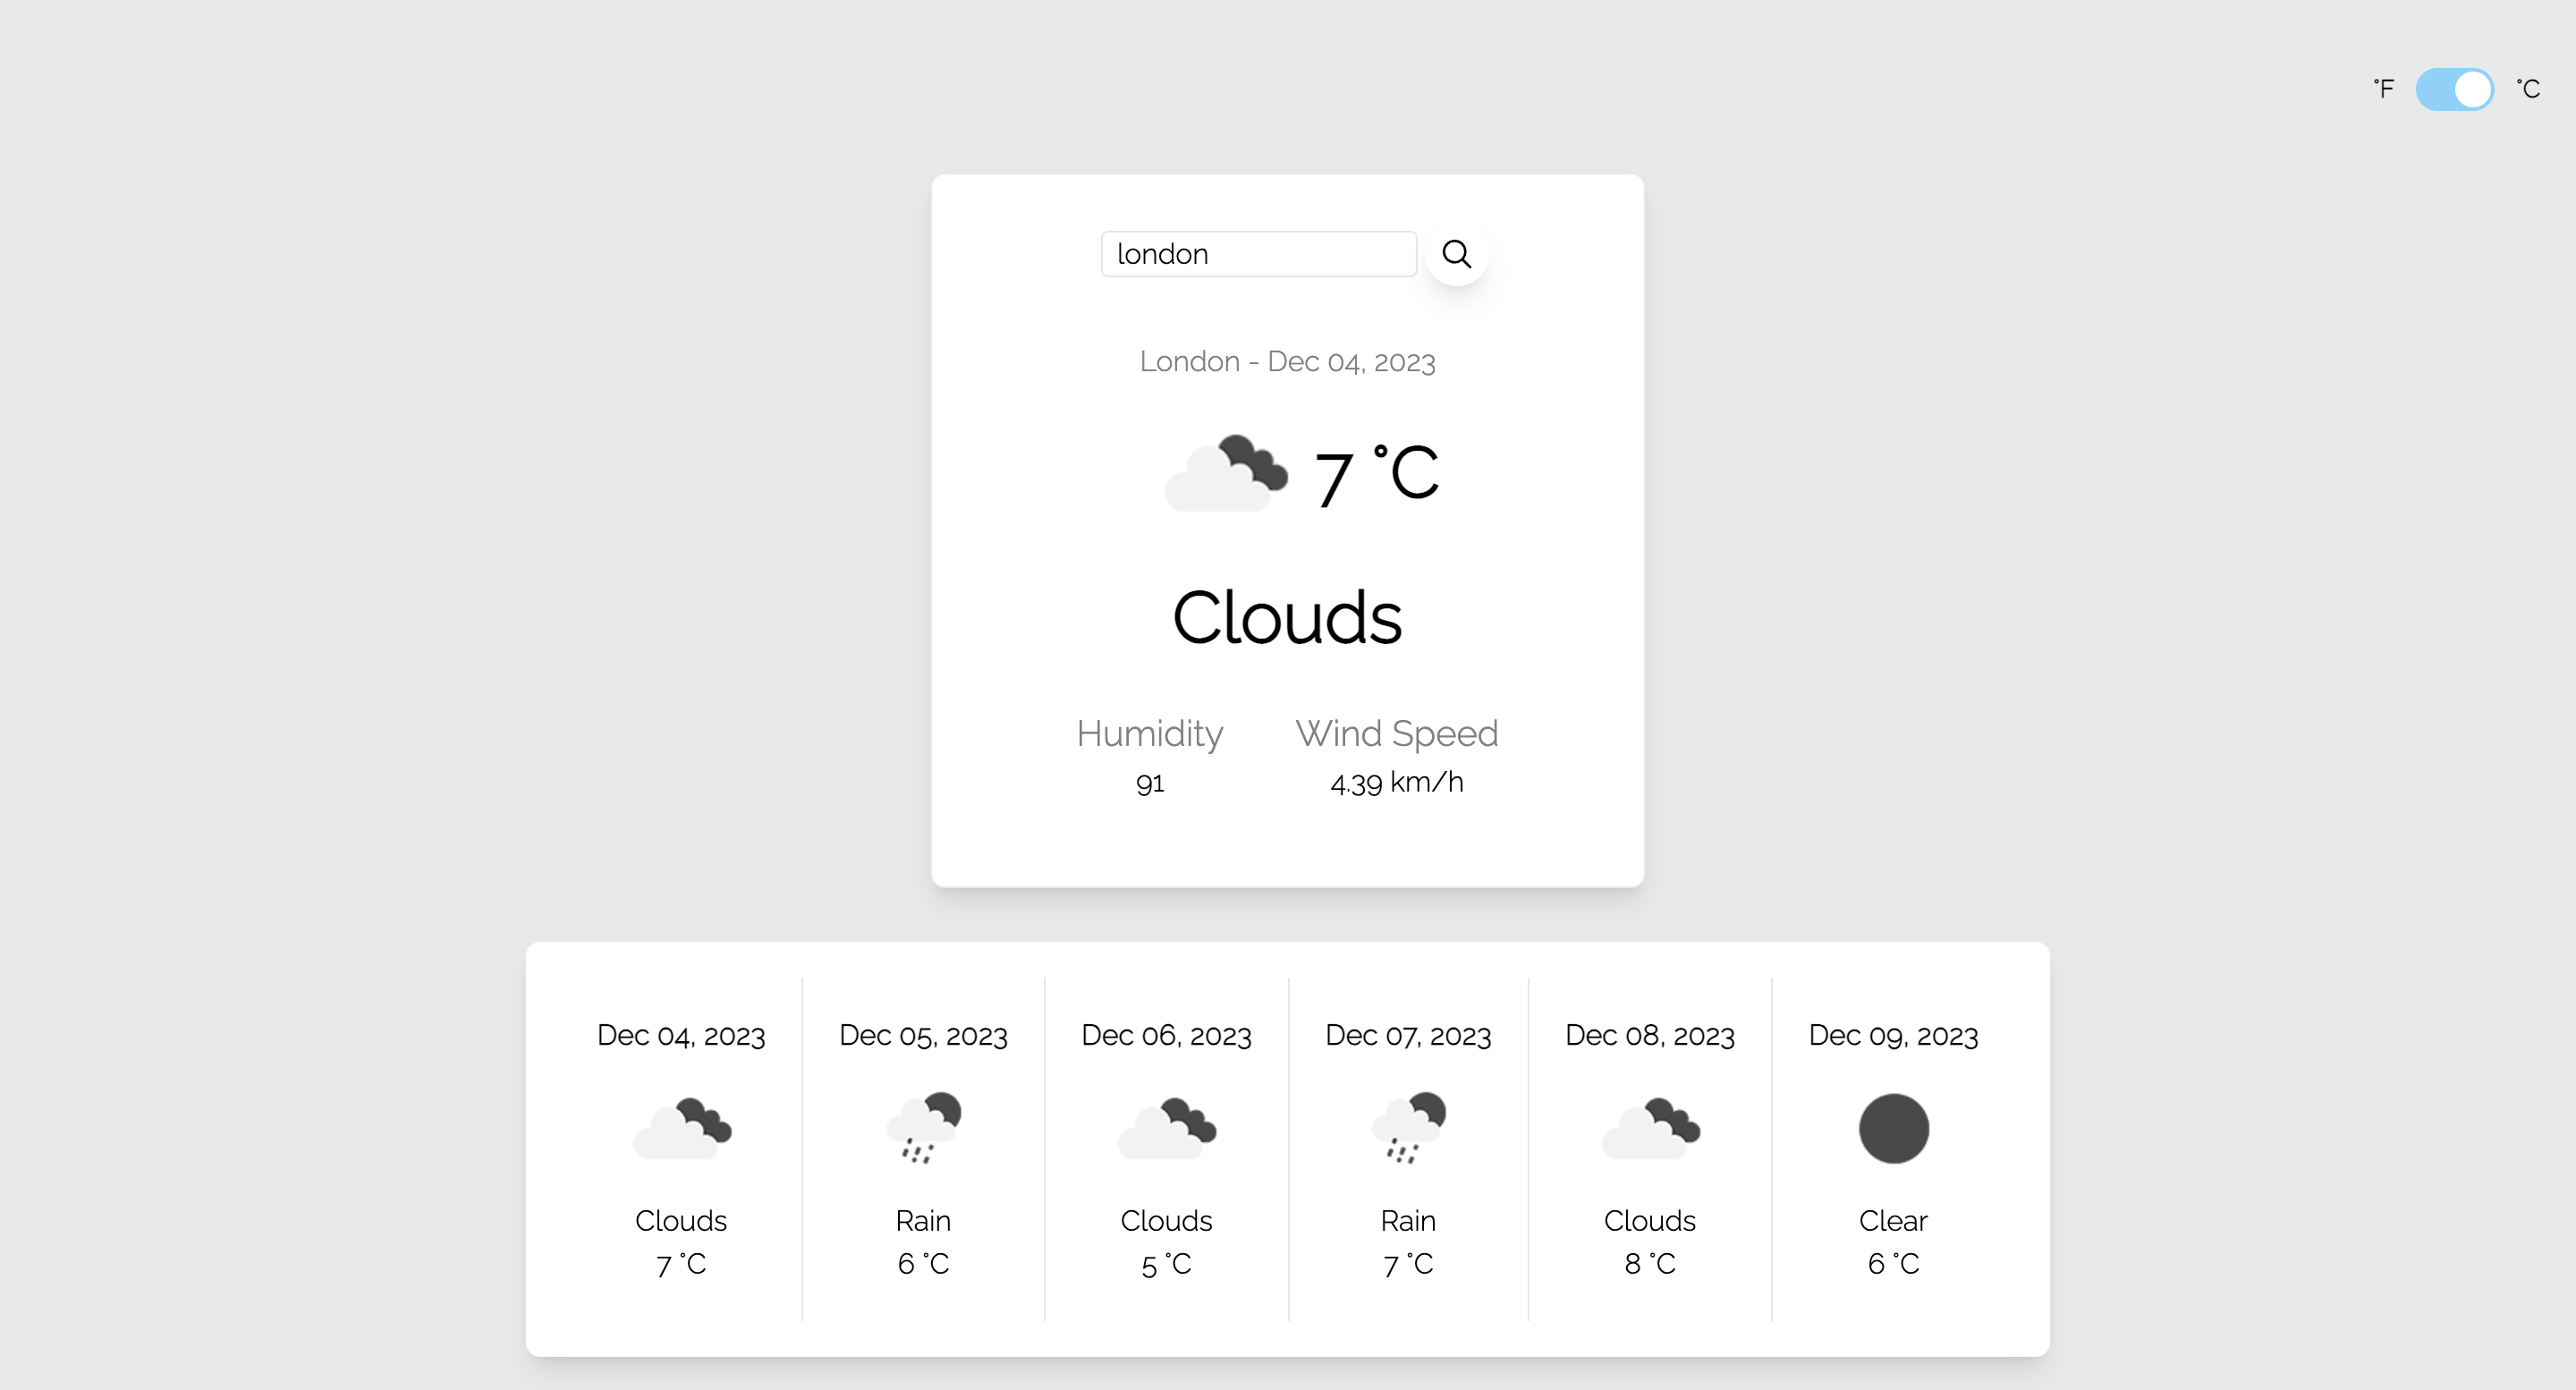 °F °C
london
London - Dec 04, 2023
7 °C
Clouds
Humidity Wind Speed
91 4.39 km/h
Dec 04, 2023 Dec 05, 2023 Dec 06, 2023 Dec 07, 2023 Dec 08, 2023 Dec 09, 2023
Clouds Rain Clouds Rain Clouds Clear
7 °C 6 °C 5 °C 7 °C 8 °C 6 °C